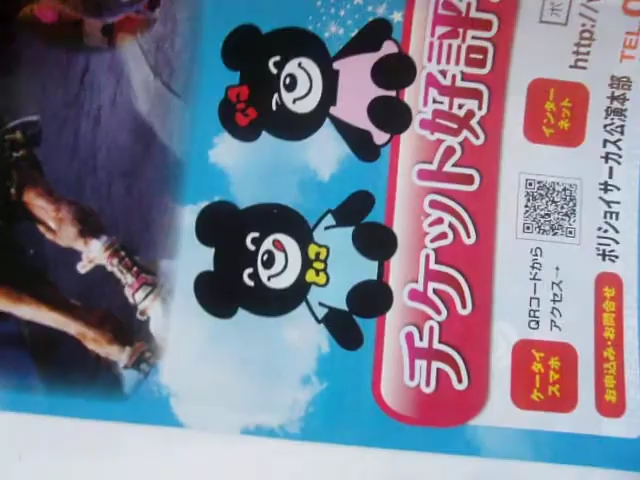 チケット好評
ケータイ
スマホ
QRコードから
アクセス→
インター
ネット
http://
お申込み・お問合せ
ボリショイサーカス公演本部
TEL